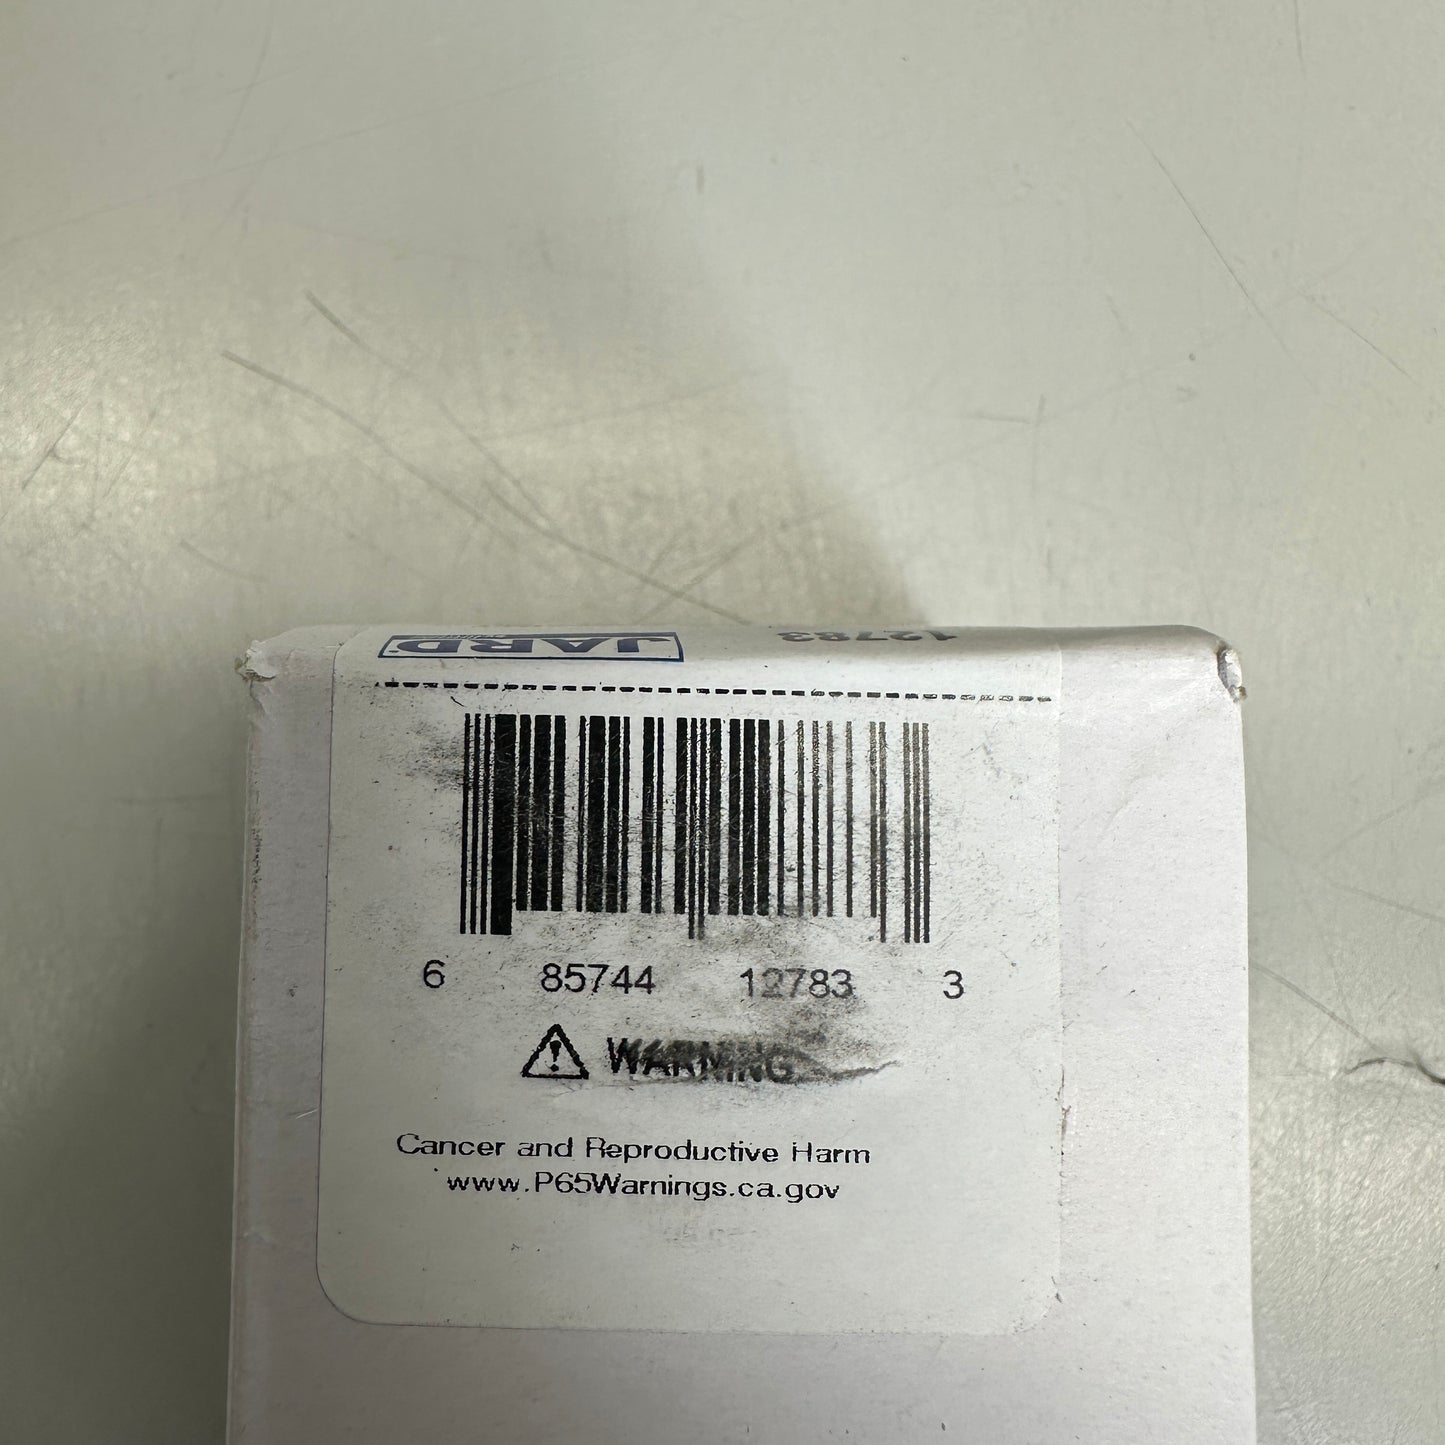 JARD
12783
6 85744 12783 3
WARNING
Cancer and Reproductive Harm
www.P65Warnings.ca.gov